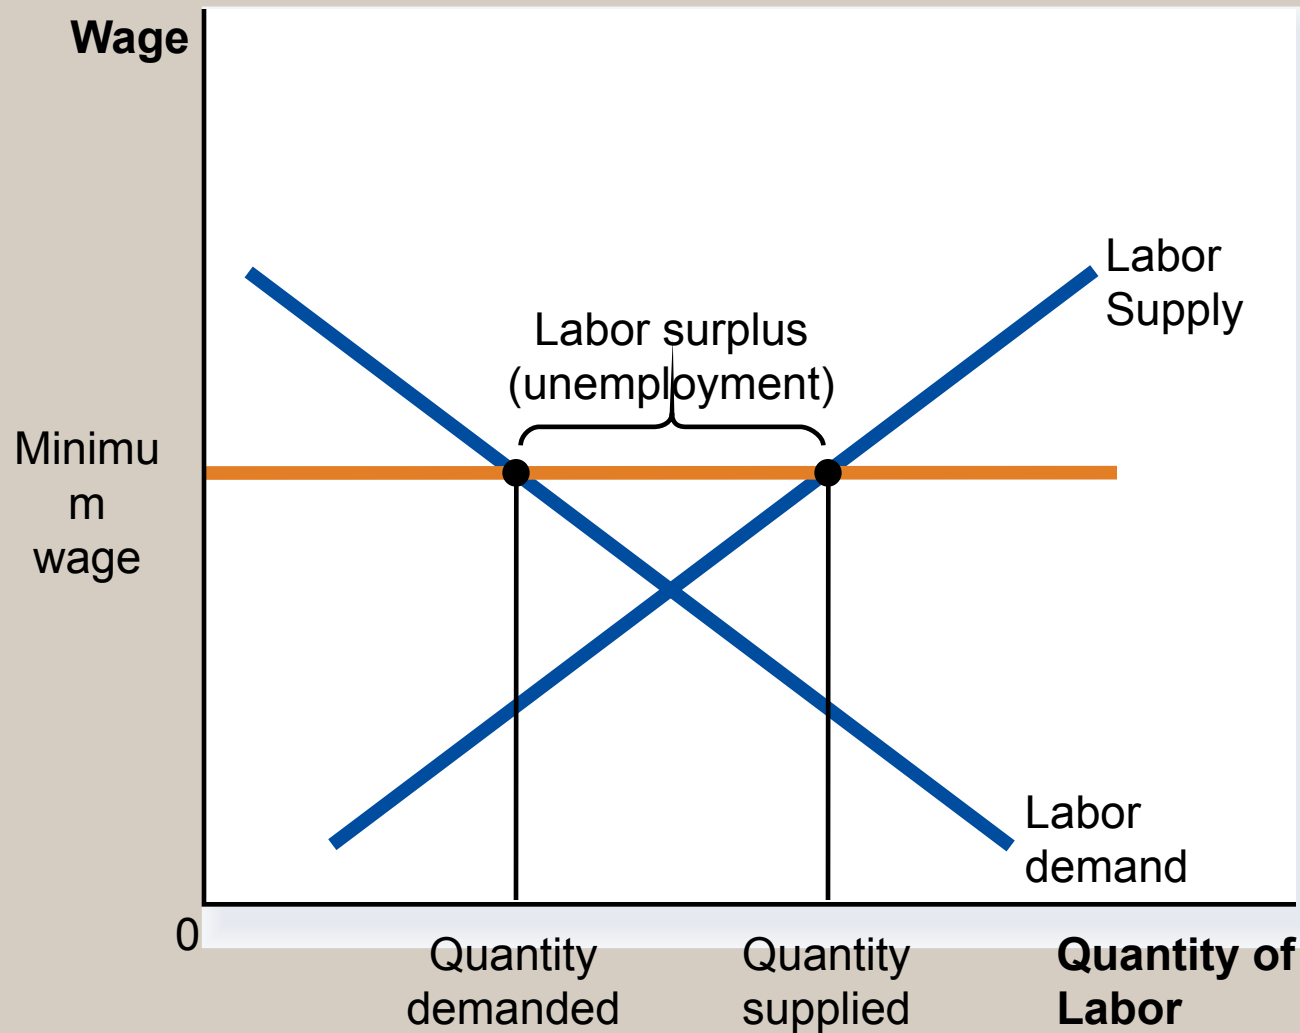 Wage
Labor
Supply
Labor surplus
(unemployment)
Minimu
m
wage
Labor
demand
0
Quantity
demanded
Quantity
supplied
Quantity of
Labor